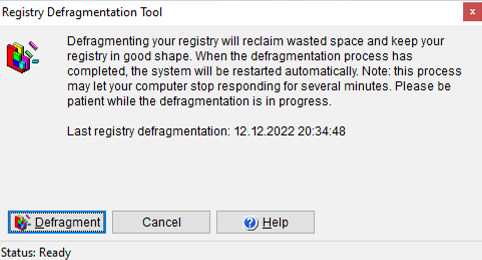 Registry Defragmentation Tool
Defragmenting your registry will reclaim wasted space and keep your
registry in good shape. When the defragmentation process has
completed, the system will be restarted automatically. Note: this process
may let your computer stop responding for several minutes. Please be
patient while the defragmentation is in progress.
Last registry defragmentation: 12.12.2022 20:34:48
Defragment Cancel Help
Status: Ready